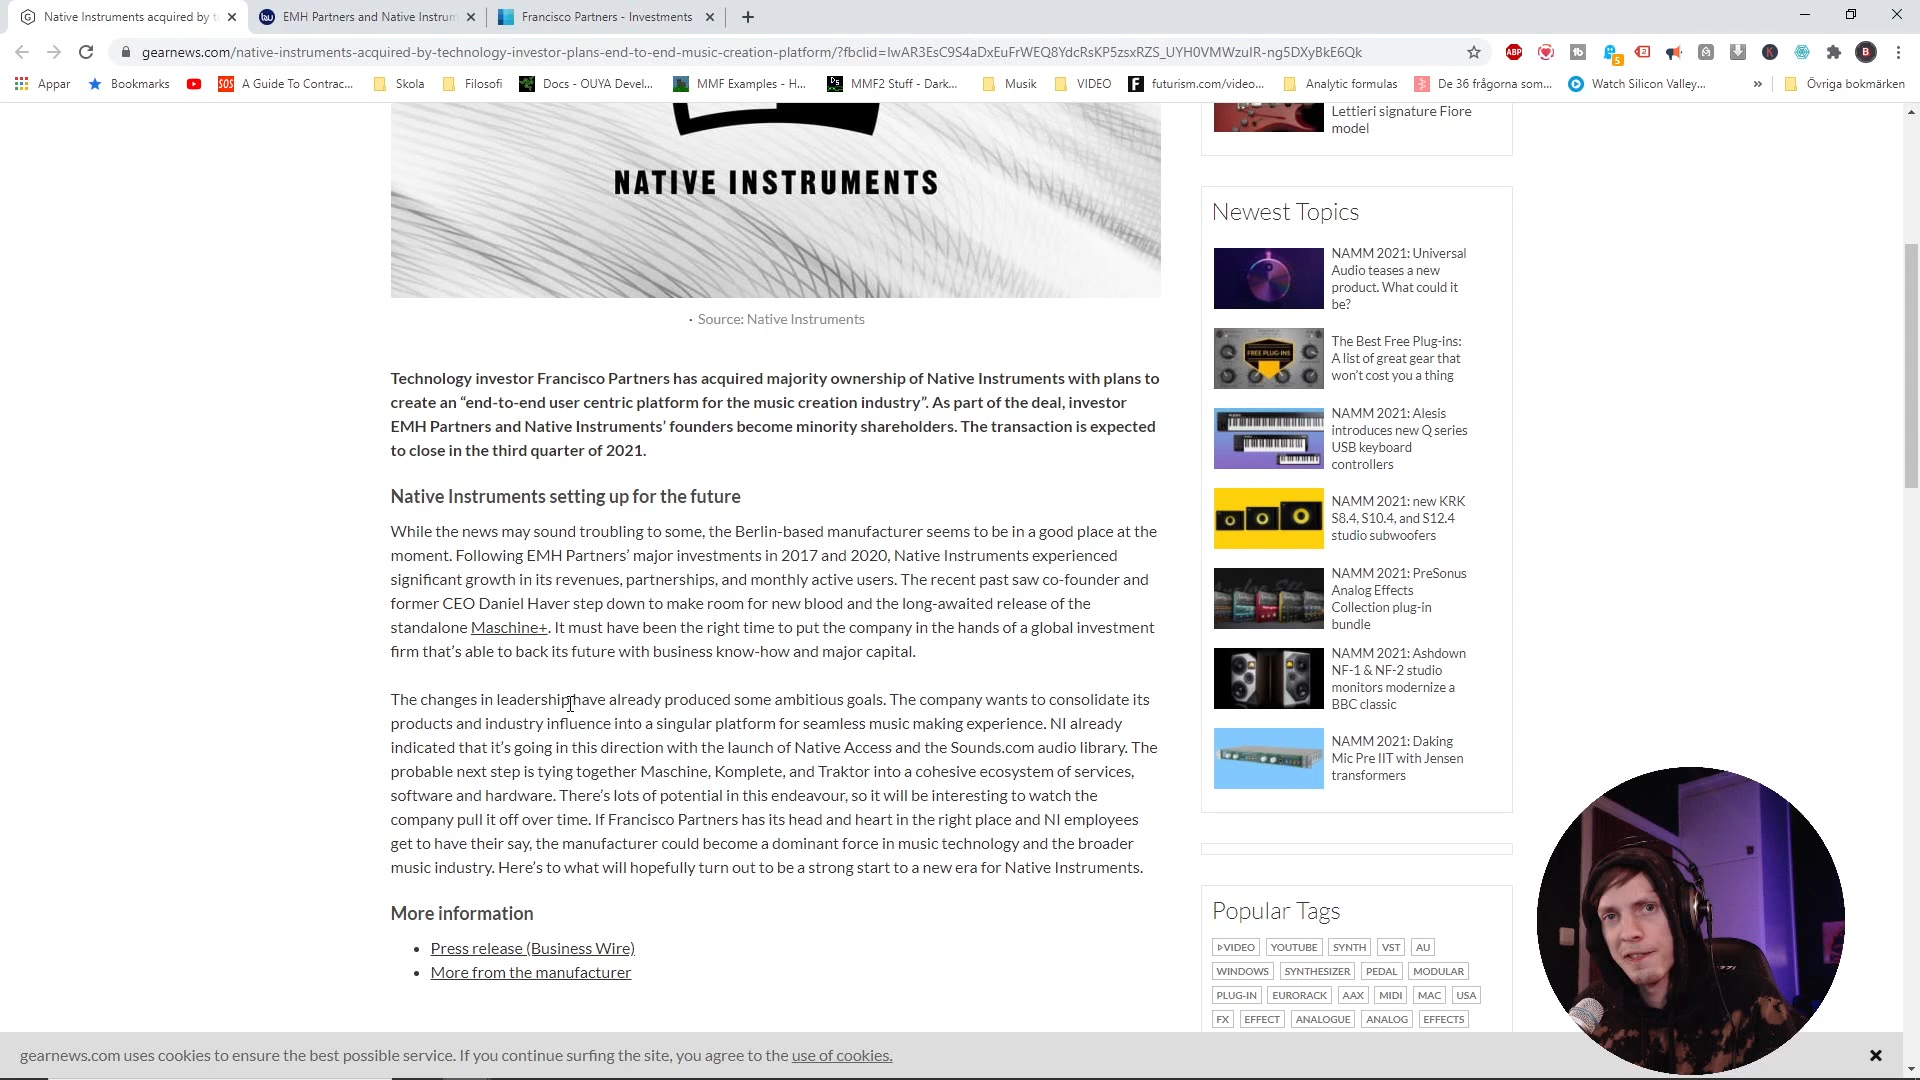 Native Instruments acquired by t
EMH Partners and Native Instrum
Francisco Partners - Investments
gearnews.com/native-instruments-acquired-by-technology-investor-plans-end-to-end-music-creation-platform/?fbclid=IwAR3EsC9S4aDxEuFrWEQ8YdcRsKP5zsxRZS_UYH0VMWzuIR-ng5DXyBkE6Qk
ABP
5
K
B
Appar
Bookmarks
SOS
A Guide To Contrac...
Skola
Filosofi
Docs - OUYA Devel...
MMF Examples - H...
MMF2 Stuff - Dark...
Musik
VIDEO
F
futurism.com/video...
Analytic formulas
De 36 frågorna som...
Watch Silicon Valley...
»
Övriga bokmärken
NATIVE INSTRUMENTS
· Source: Native Instruments
Technology investor Francisco Partners has acquired majority ownership of Native Instruments with plans to
create an “end-to-end user centric platform for the music creation industry”. As part of the deal, investor
EMH Partners and Native Instruments’ founders become minority shareholders. The transaction is expected
to close in the third quarter of 2021.
Native Instruments setting up for the future
While the news may sound troubling to some, the Berlin-based manufacturer seems to be in a good place at the
moment. Following EMH Partners’ major investments in 2017 and 2020, Native Instruments experienced
significant growth in its revenues, partnerships, and monthly active users. The recent past saw co-founder and
former CEO Daniel Haver step down to make room for new blood and the long-awaited release of the
standalone Maschine+. It must have been the right time to put the company in the hands of a global investment
firm that’s able to back its future with business know-how and major capital.
The changes in leadership have already produced some ambitious goals. The company wants to consolidate its
products and industry influence into a singular platform for seamless music making experience. NI already
indicated that it’s going in this direction with the launch of Native Access and the Sounds.com audio library. The
probable next step is tying together Maschine, Komplete, and Traktor into a cohesive ecosystem of services,
software and hardware. There’s lots of potential in this endeavour, so it will be interesting to watch the
company pull it off over time. If Francisco Partners has its head and heart in the right place and NI employees
get to have their say, the manufacturer could become a dominant force in music technology and the broader
music industry. Here’s to what will hopefully turn out to be a strong start to a new era for Native Instruments.
More information
• Press release (Business Wire)
• More from the manufacturer
Lettieri signature Fiore
model
Newest Topics
NAMM 2021: Universal
Audio teases a new
product. What could it
be?
FREE PLUG-INS
The Best Free Plug-ins:
A list of great gear that
won’t cost you a thing
NAMM 2021: Alesis
introduces new Q series
USB keyboard
controllers
NAMM 2021: new KRK
S8.4, S10.4, and S12.4
studio subwoofers
NAMM 2021: PreSonus
Analog Effects
Collection plug-in
bundle
NAMM 2021: Ashdown
NF-1 & NF-2 studio
monitors modernize a
BBC classic
NAMM 2021: Daking
Mic Pre IIT with Jensen
transformers
Popular Tags
VIDEO YOUTUBE SYNTH VST AU
WINDOWS SYNTHESIZER PEDAL MODULAR
PLUG-IN EURORACK AAX MIDI MAC USA
FX EFFECT ANALOGUE ANALOG EFFECTS
gearnews.com uses cookies to ensure the best possible service. If you continue surfing the site, you agree to the use of cookies.